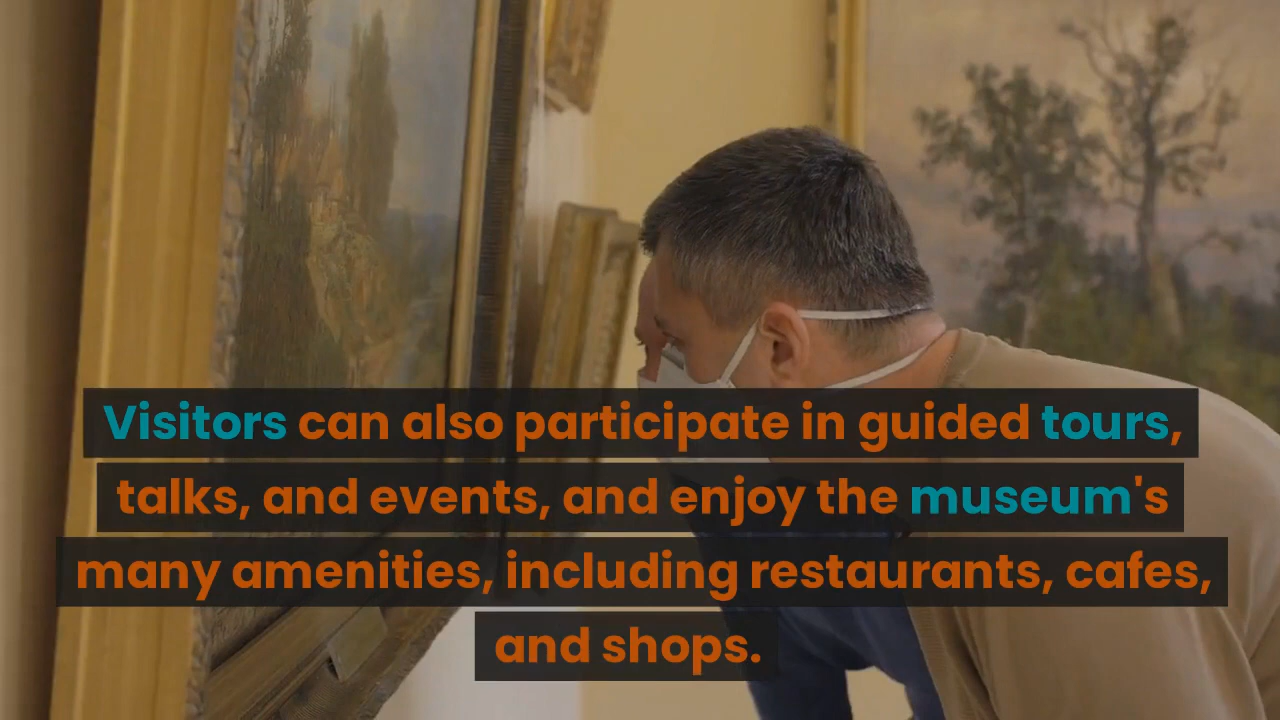 Visitors can also participate in guided tours,
talks, and events, and enjoy the museum's
many amenities, including restaurants, cafes,
and shops.